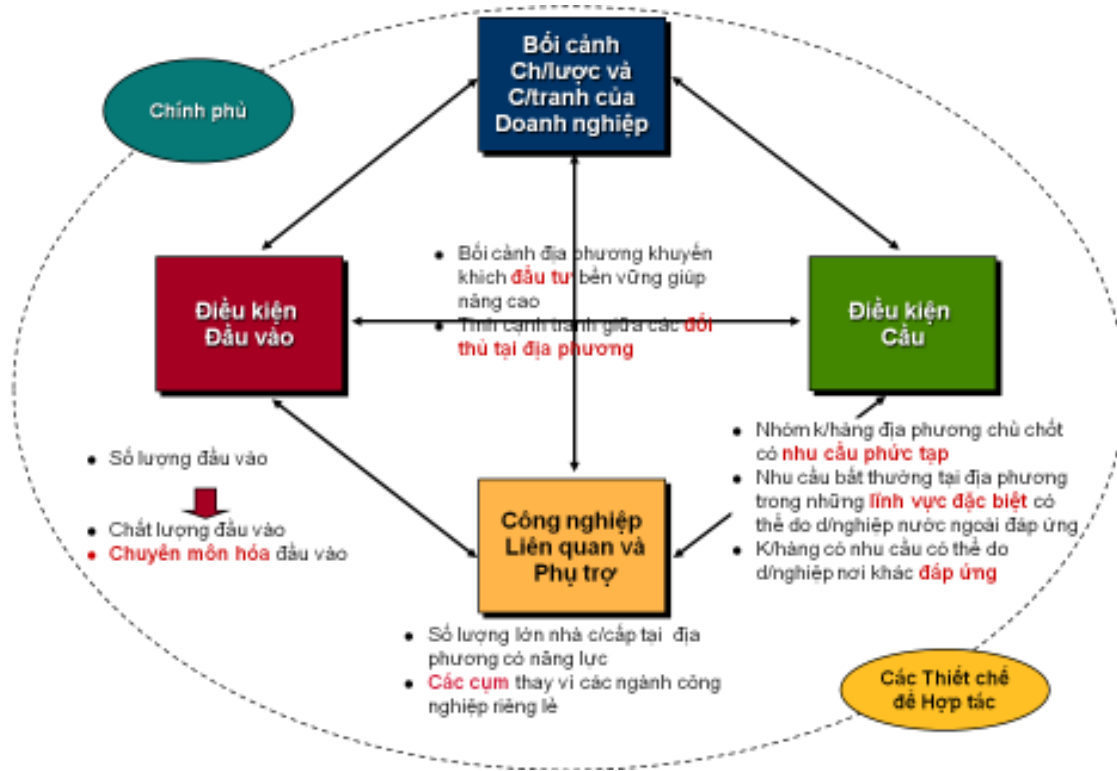 Bối cảnh
Ch/lược và
C/tranh của
Doanh nghiệp
Chính phủ
Bối cảnh địa phương khuyến
khích đầu tư bền vững giúp
nâng cao
Tính cạnh tranh giữa các đối
thủ tại địa phương
Điều kiện
Đầu vào
Điều kiện
Cầu
Số lượng đầu vào
Chất lượng đầu vào
Chuyên môn hóa đầu vào
Nhóm k/hàng địa phương chủ chốt
có nhu cầu phức tạp
Nhu cầu bất thường tại địa phương
trong những lĩnh vực đặc biệt có
thể do d/nghiệp nước ngoài đáp ứng
K/hàng có nhu cầu có thể do
d/nghiệp nơi khác đáp ứng
Công nghiệp
Liên quan và
Phụ trợ
Số lượng lớn nhà c/cấp tại địa
phương có năng lực
Các cụm thay vì các ngành công
nghiệp riêng lẻ
Các Thiết chế
để Hợp tác